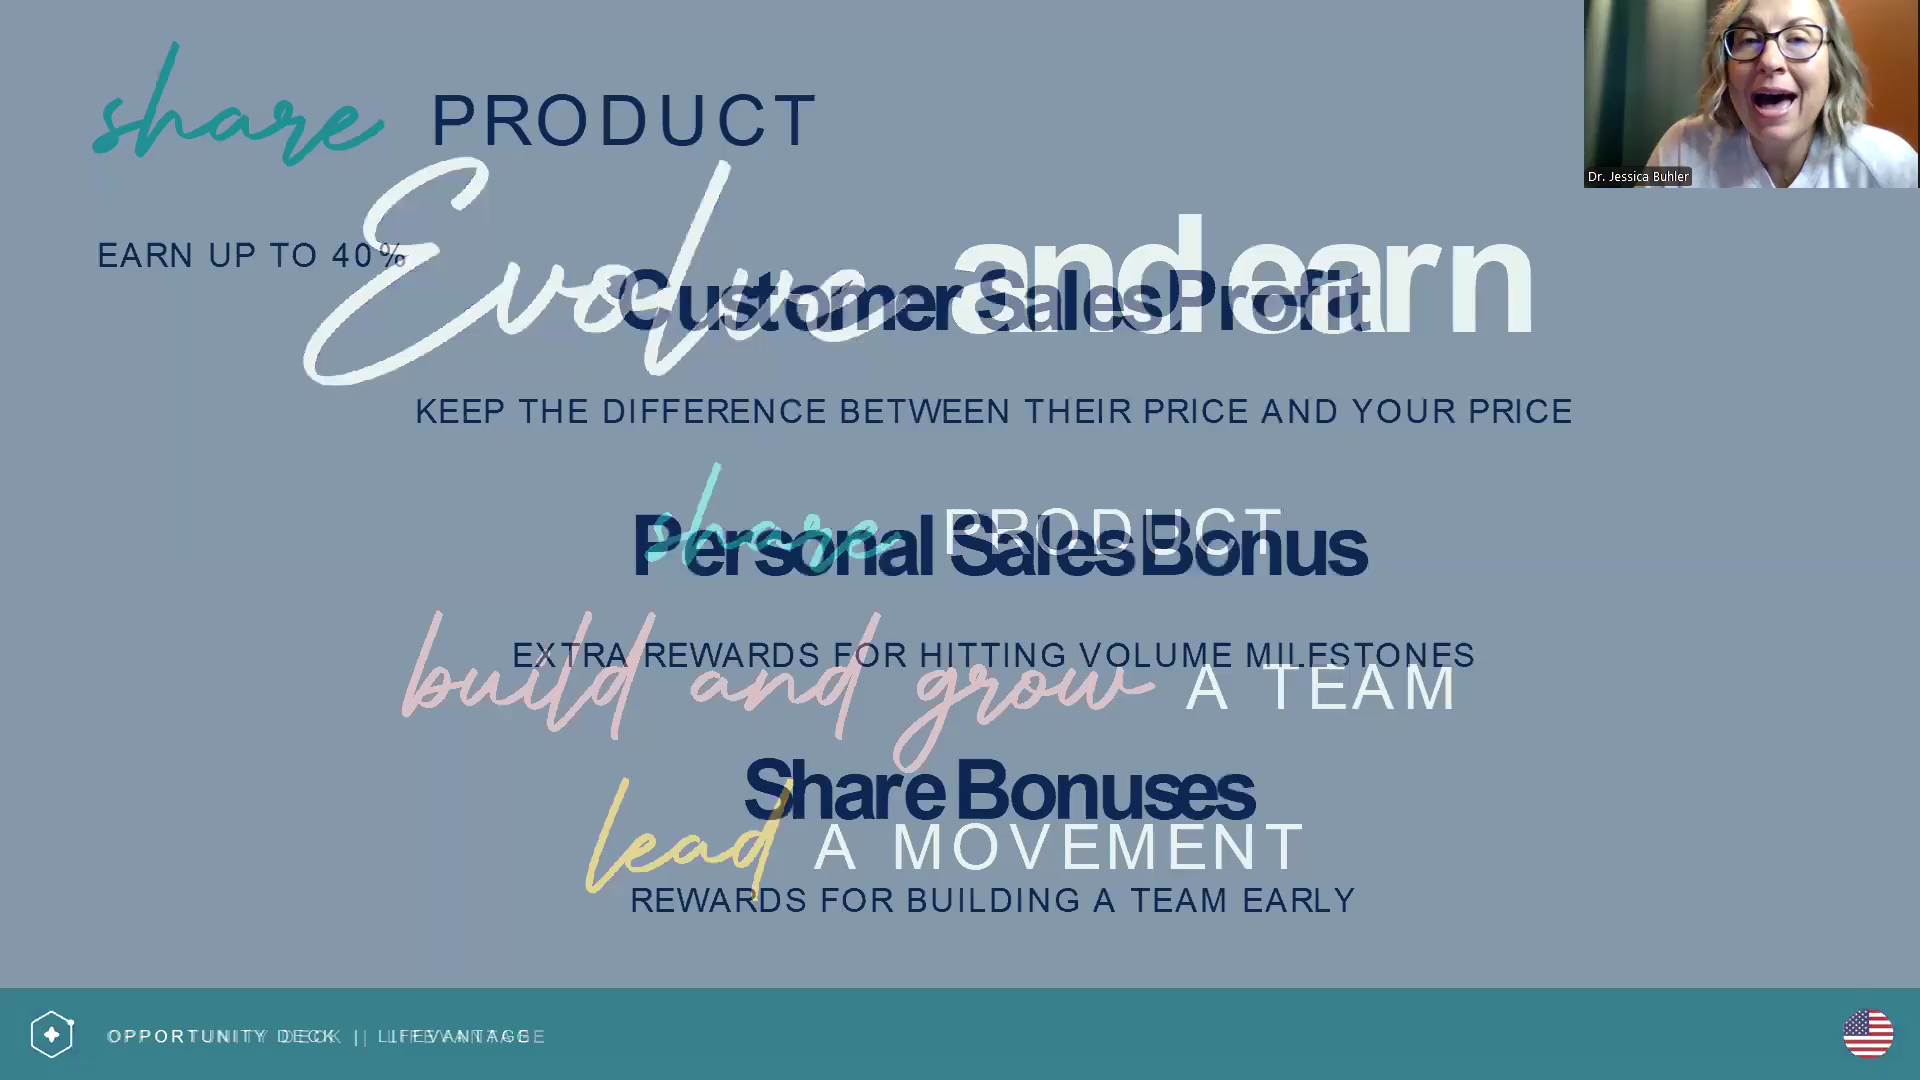 share PRODUCT
Dr. Jessica Buhler
Evolve and earn
EARN UP TO 40%
Customer Sales Profit
KEEP THE DIFFERENCE BETWEEN THEIR PRICE AND YOUR PRICE
share PRODUCT
Personal Sales Bonus
EXTRA REWARDS FOR HITTING VOLUME MILESTONES
build and grow A TEAM
Share Bonuses
lead A MOVEMENT
REWARDS FOR BUILDING A TEAM EARLY
OPPORTUNITY DECK || LIFEVANTAGE